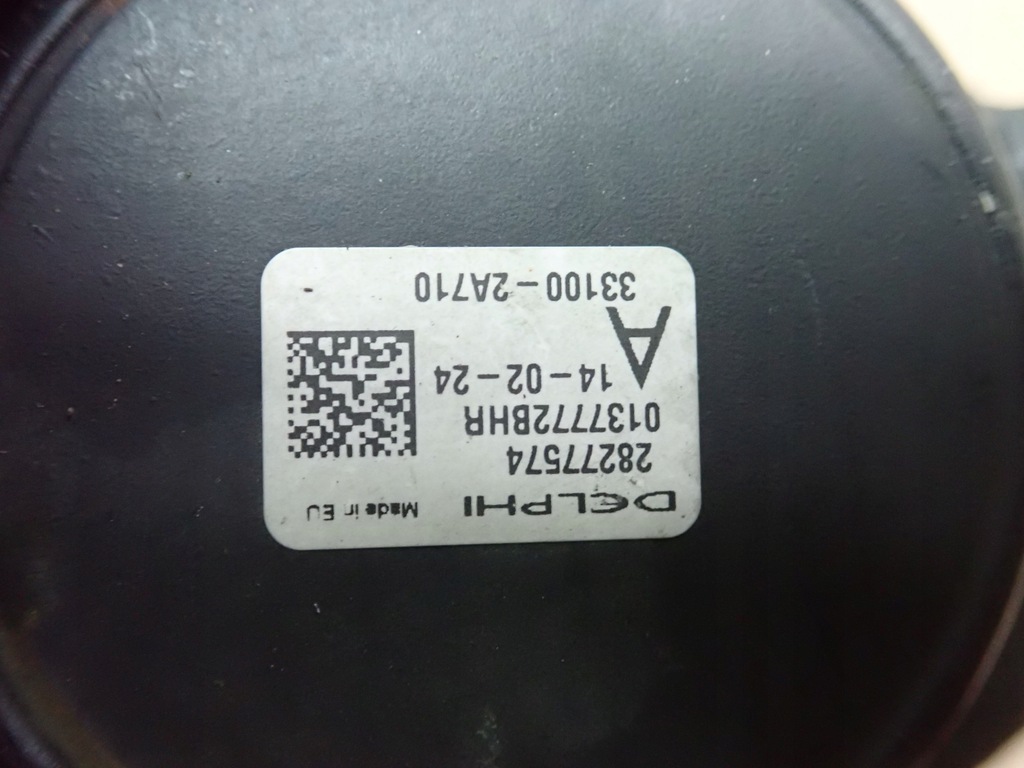 DELPHI Made in EU
28277574
0137772BHR
14-02-24
A
33100-2A710